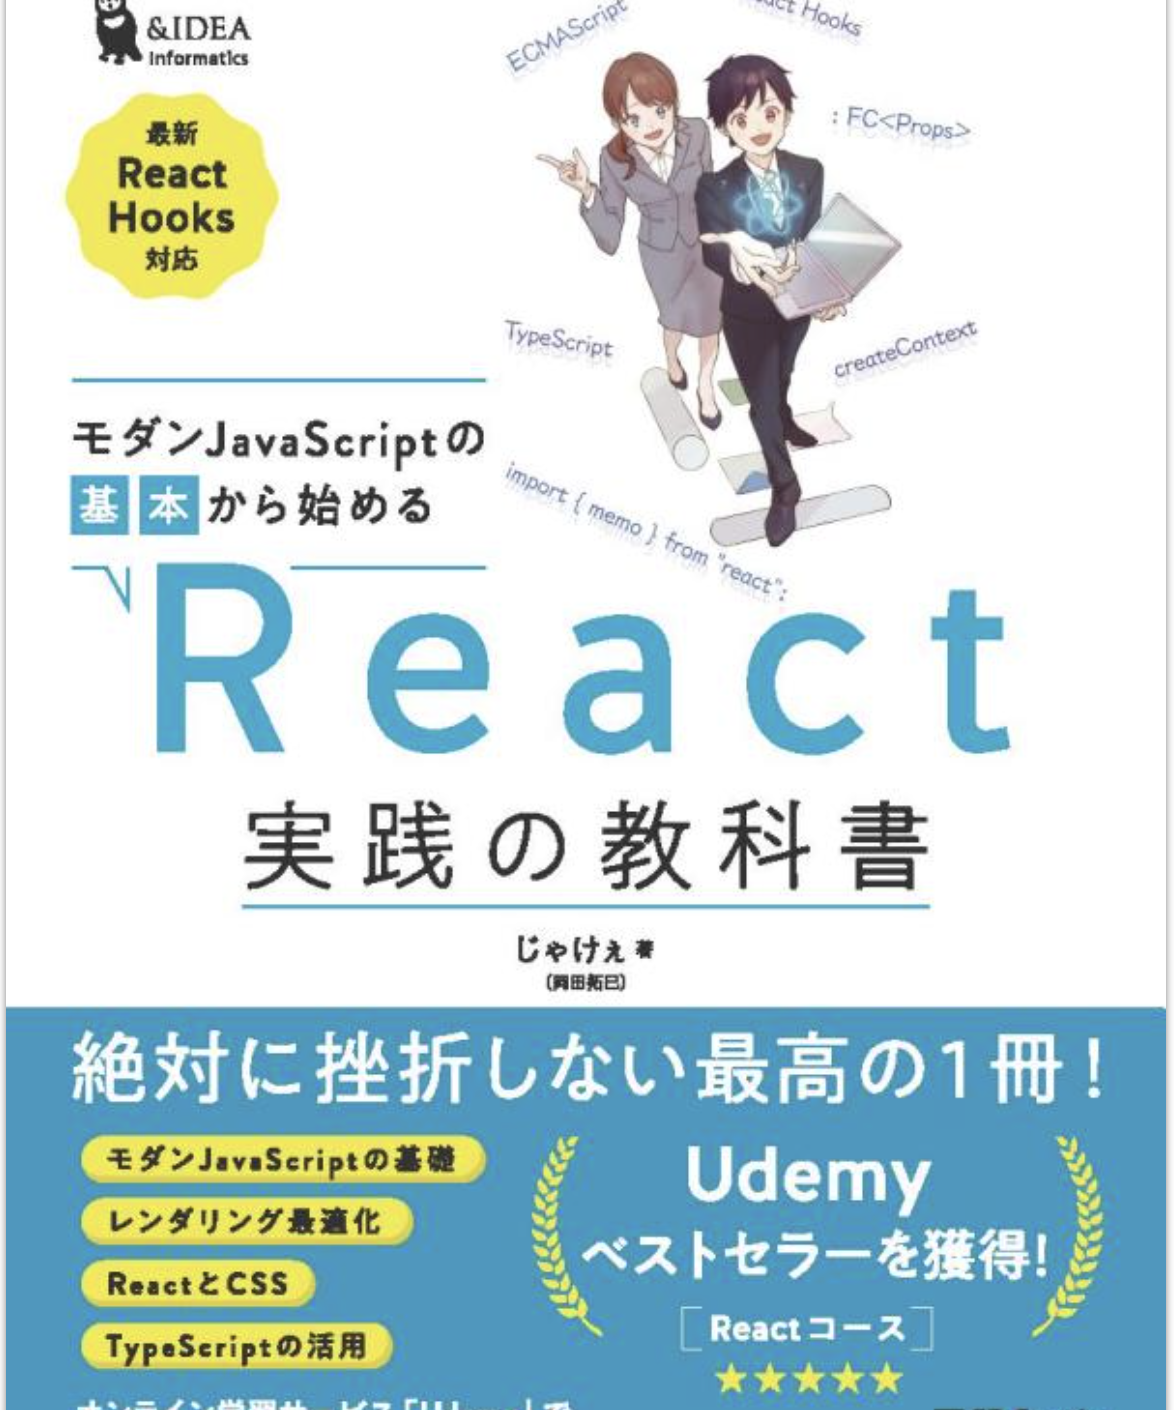 &IDEA
Informatics
最新
React
Hooks
対応
ECMAScript
Hooks
: FC<Props>
TypeScript
createContext
import { memo } from "react";
モダンJavaScriptの
基本から始める
React
実践の教科書
じゃけぇ 著
(岡田拓巳)
絶対に挫折しない最高の1冊!
モダンJavaScriptの基礎
レンダリング最適化
ReactとCSS
TypeScriptの活用
Udemy
ベストセラーを獲得!
[Reactコース]
★★★★★